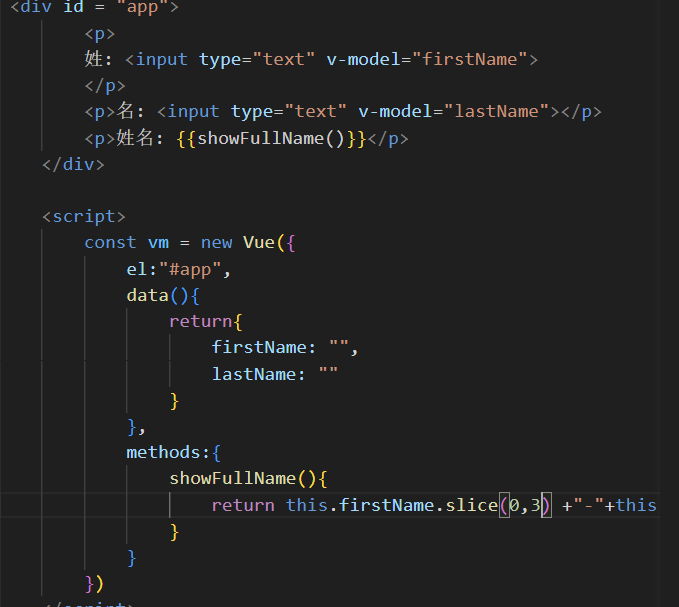 <div id = "app">
<p>
姓: <input type="text" v-model="firstName">
</p>
<p>名: <input type="text" v-model="lastName"></p>
<p>姓名: {{showFullName()}}</p>
</div>
<script>
const vm = new Vue({
el:"#app",
data(){
return{
firstName: "",
lastName: ""
}
},
methods:{
showFullName(){
return this.firstName.slice(0,3) +"-"+this
}
}
})
</script>